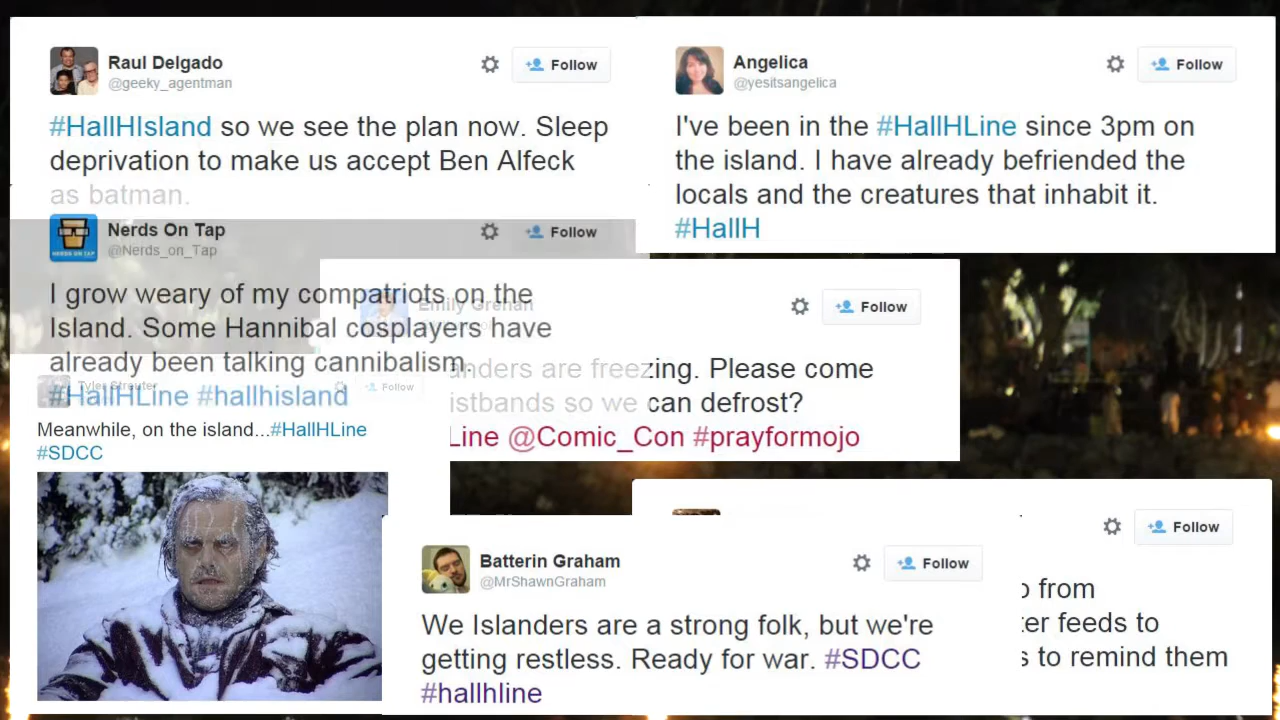 Raul Delgado
@geeky_agentman
Follow
#HallHIsland so we see the plan now. Sleep
deprivation to make us accept Ben Alfeck
as batman.
Angelica
@yesitsangelica
Follow
I've been in the #HallHLine since 3pm on
the island. I have already befriended the
locals and the creatures that inhabit it.
#HallH
Nerds On Tap
@Nerds_on_Tap
Follow
NERDS ON TAP
I grow weary of my compatriots on the
Island. Some Hannibal cosplayers have
already been talking cannibalism.
#HallHLine #hallhisland
Emily
Follow
anders are freezing. Please come
istbands so we can defrost?
Line @Comic_Con #prayformojo
Tyler Strauter
Follow
Meanwhile, on the island...#HallHLine
#SDCC
Batterin Graham
@MrShawnGraham
Follow
We Islanders are a strong folk, but we're
getting restless. Ready for war. #SDCC
#hallhline
Follow
from
er feeds to
s to remind them